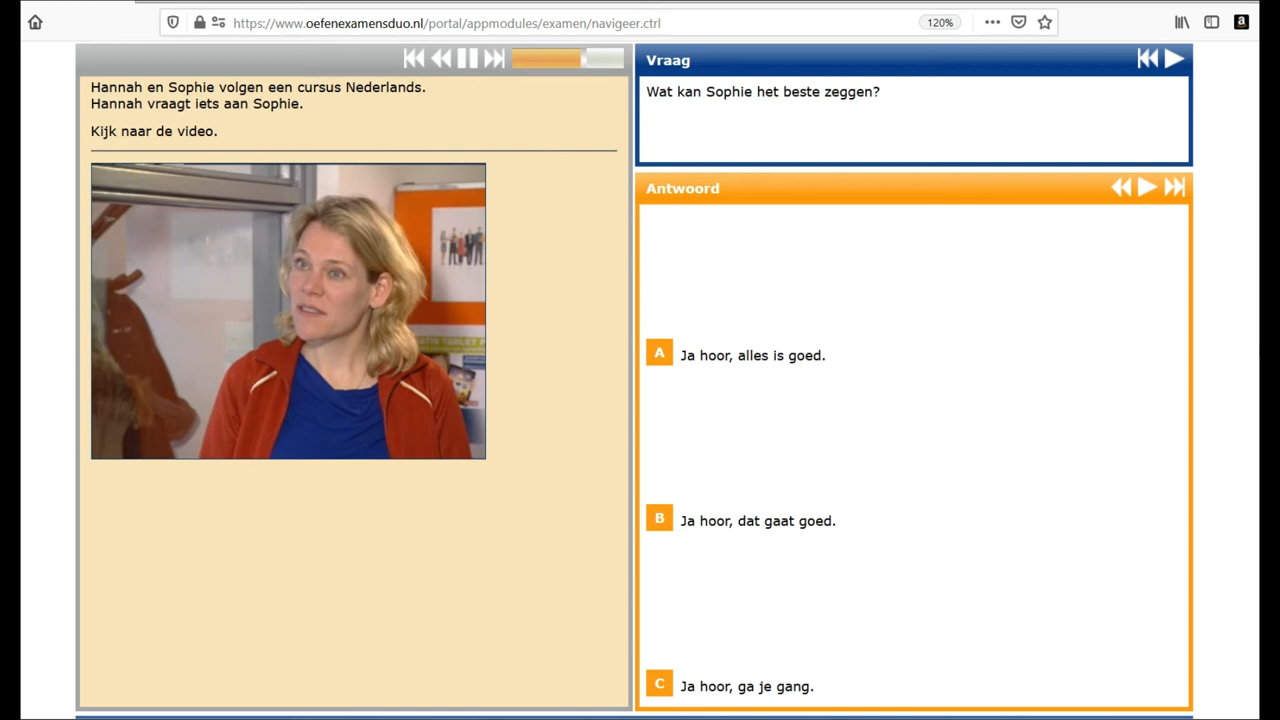 https://www.oefenexamensduo.nl/portal/appmodules/examen/navigeer.ctrl
120%
Hannah en Sophie volgen een cursus Nederlands.
Hannah vraagt iets aan Sophie.
Kijk naar de video.
Vraag
Wat kan Sophie het beste zeggen?
Antwoord
A Ja hoor, alles is goed.
B Ja hoor, dat gaat goed.
C Ja hoor, ga je gang.